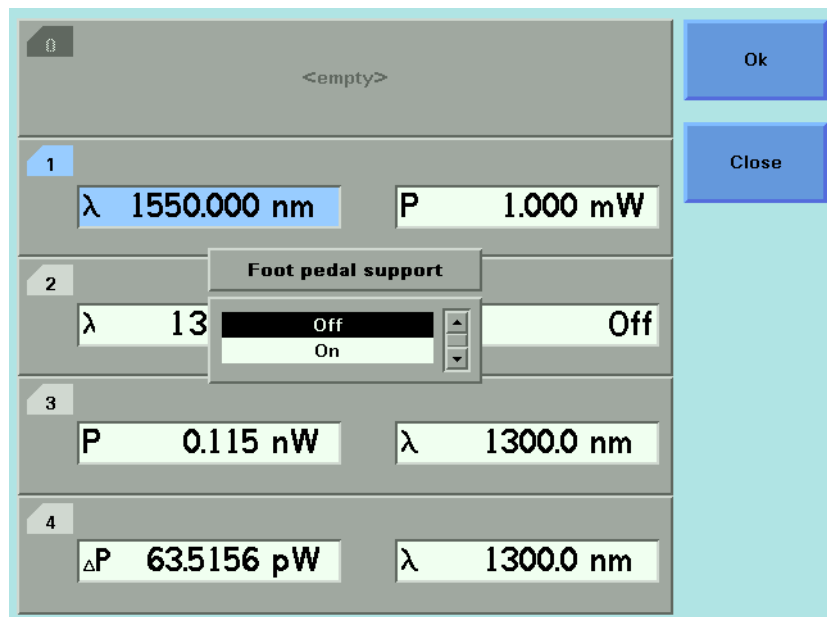 0
<empty>
Ok
1
Close
λ 1550.000 nm P 1.000 mW
Foot pedal support
2
λ 13 Off Off
On
3
P 0.115 nW λ 1300.0 nm
4
△P 63.5156 pW λ 1300.0 nm